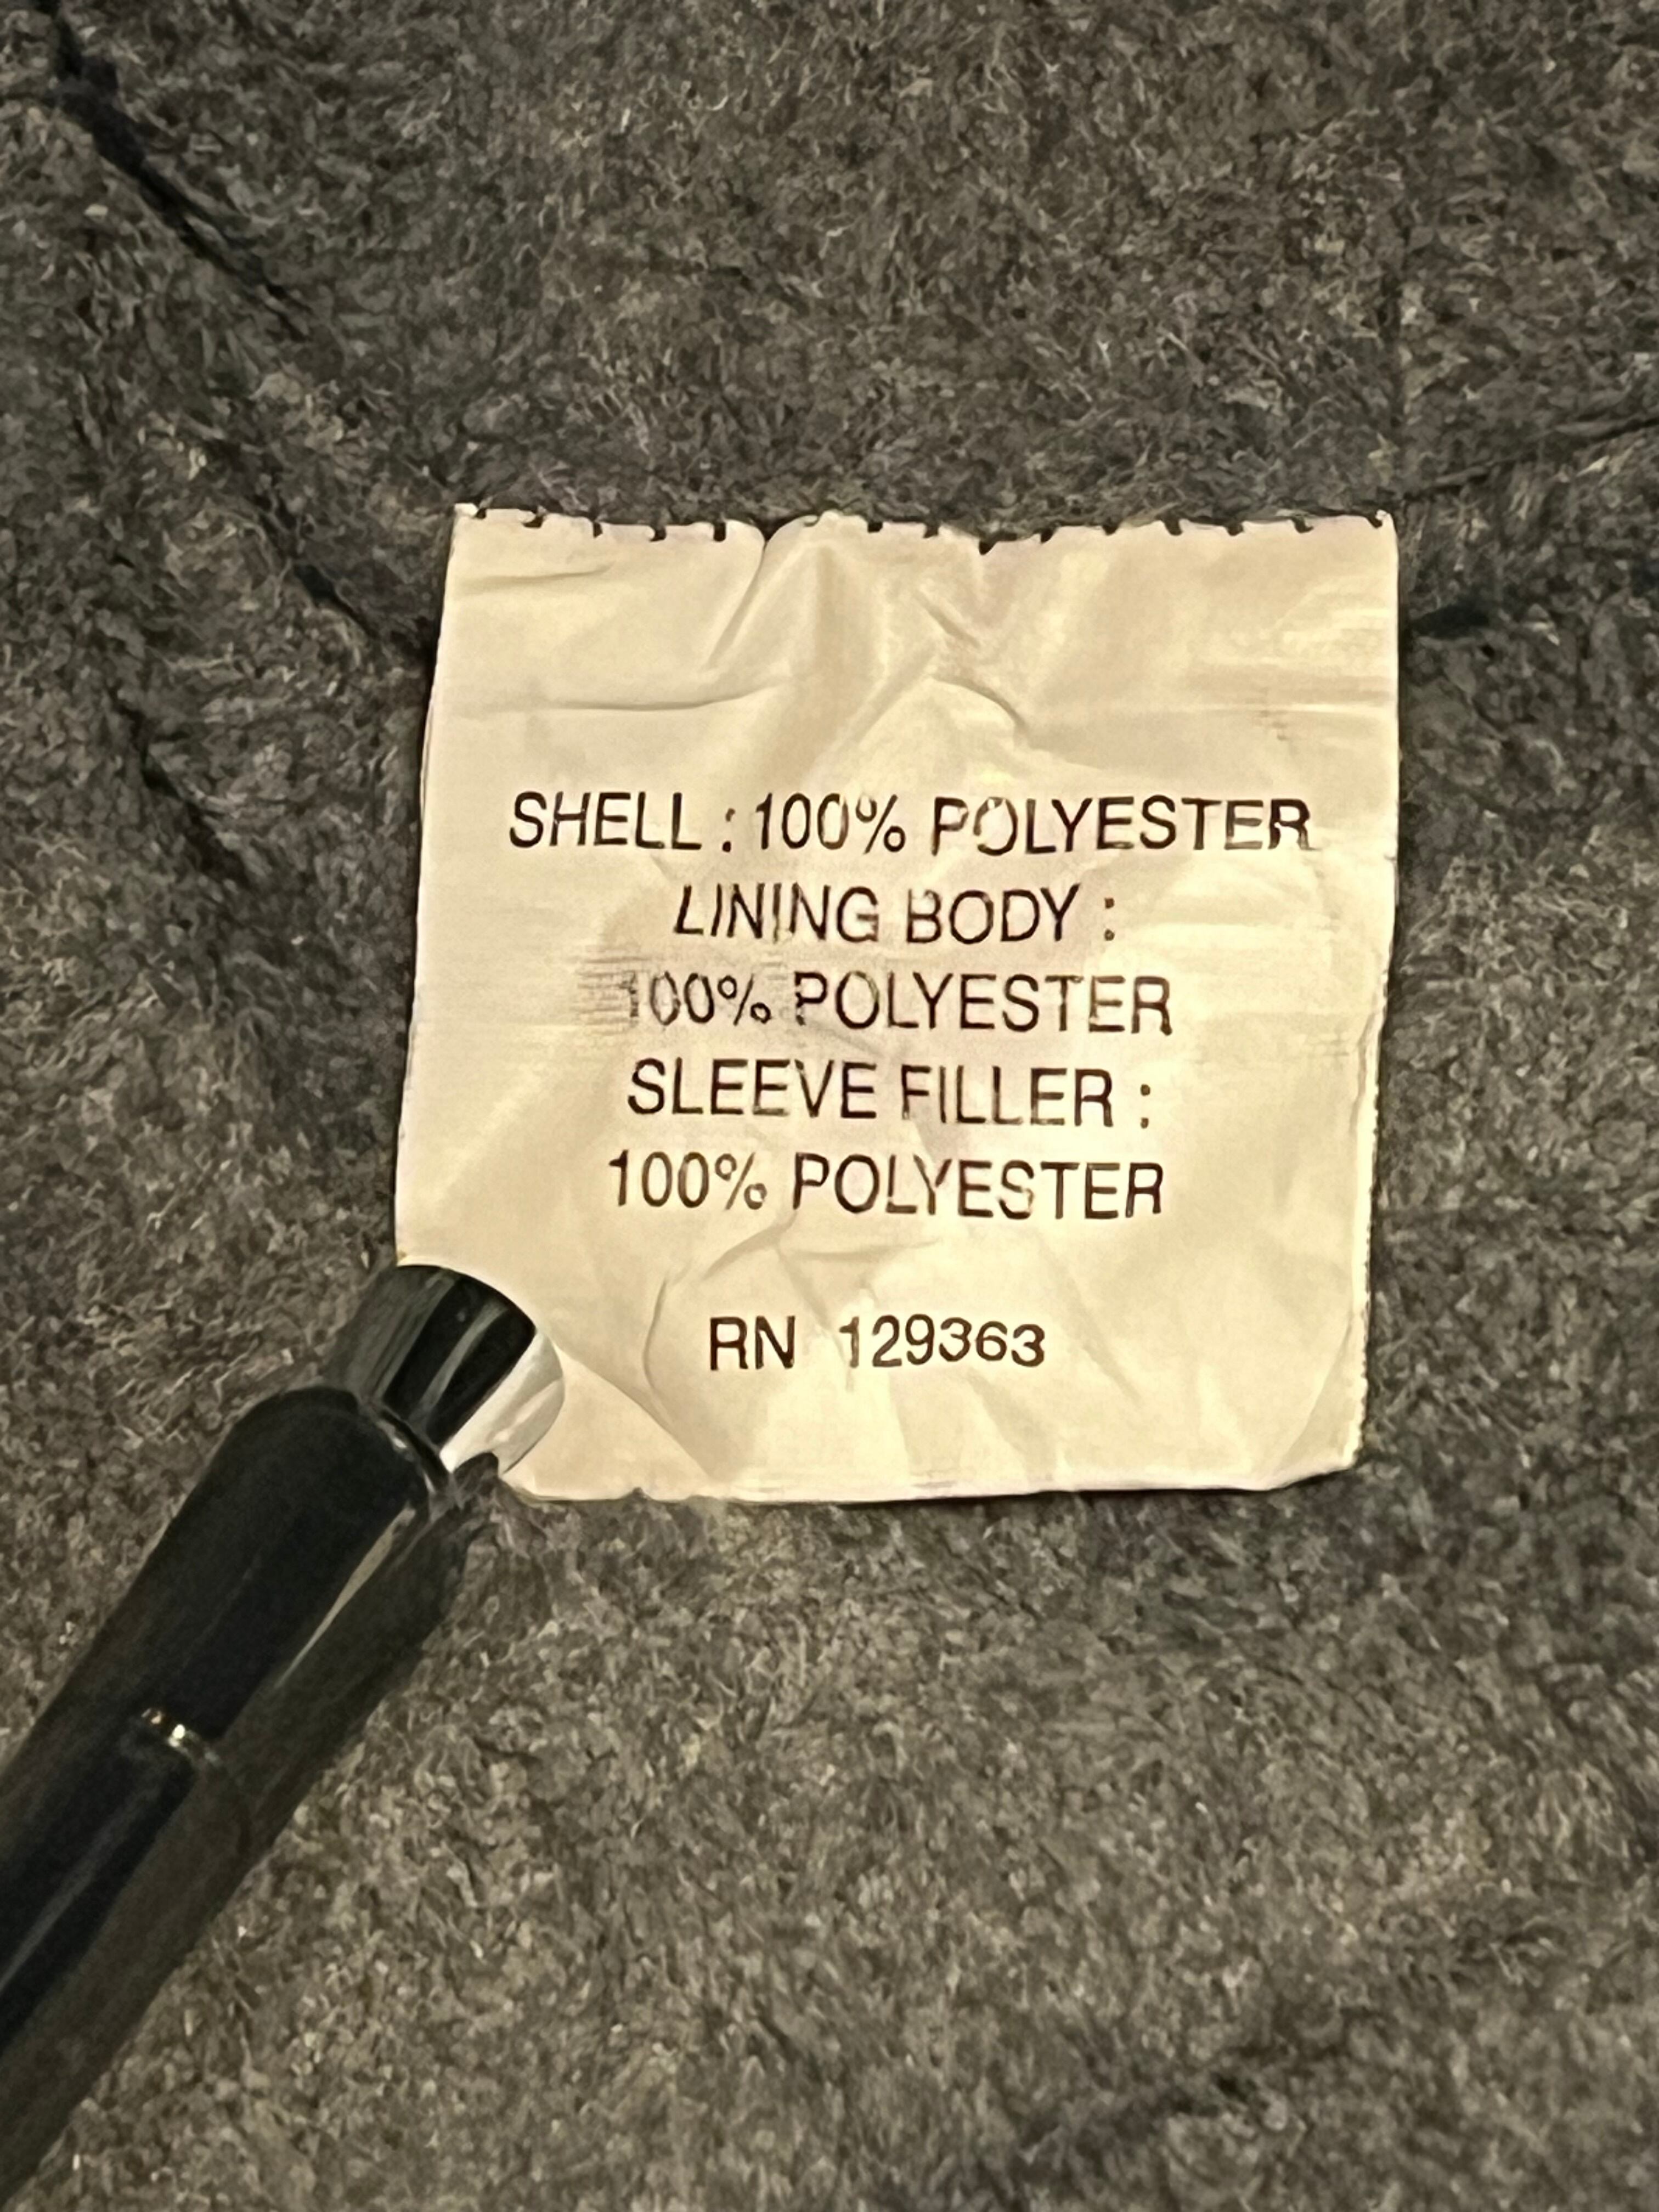 SHELL : 100% POLYESTER
LINING BODY :
100% POLYESTER
SLEEVE FILLER :
100% POLYESTER
RN 129363